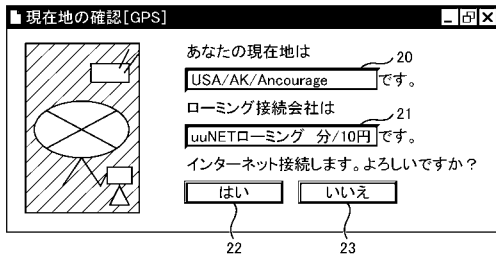 現在地の確認[GPS]
あなたの現在地は
20
USA/AK/Ancourage です。
ローミング接続会社は
21
uuNETローミング 分/10円 です。
インターネット接続します。よろしいですか？
はい いいえ
22 23